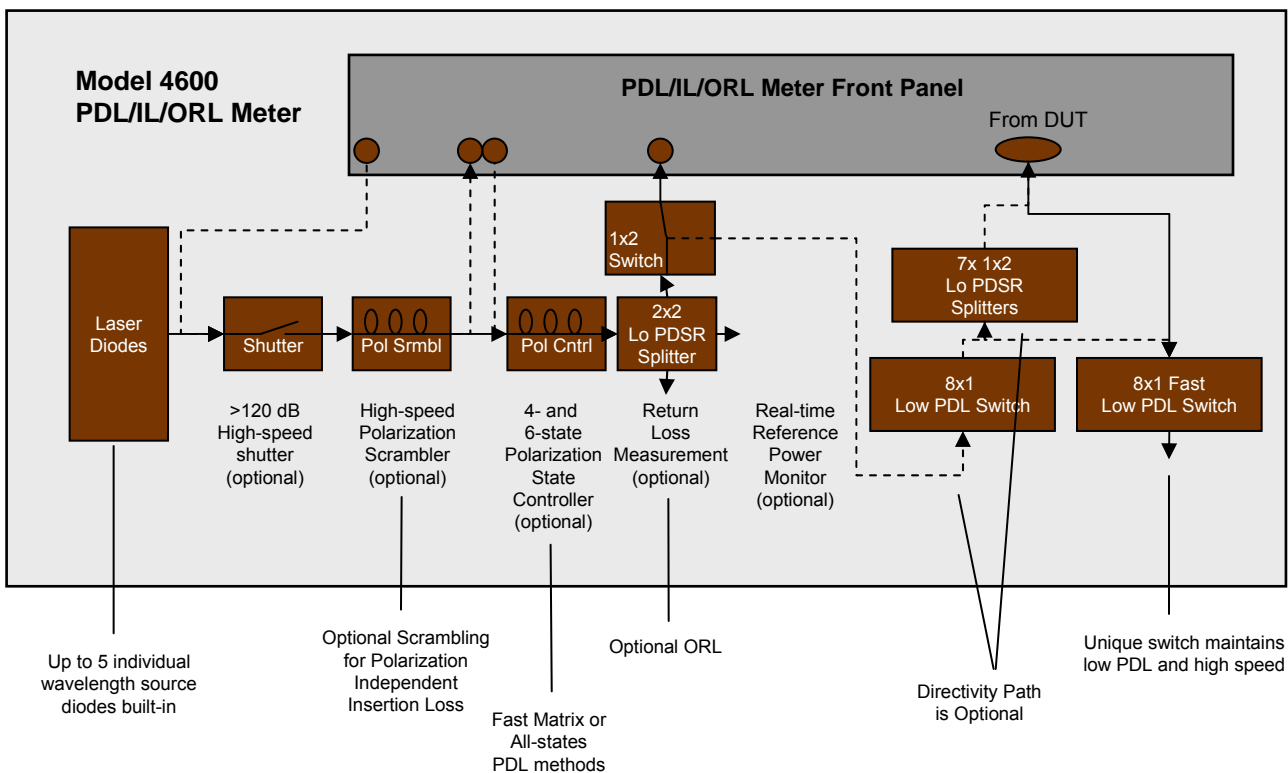 Model 4600
PDL/IL/ORL Meter
PDL/IL/ORL Meter Front Panel
From DUT
Laser
Diodes
Shutter
Pol Srmbl
Pol Cntrl
1x2
Switch
2x2
Lo PDSR
Splitter
7x 1x2
Lo PDSR
Splitters
8x1
Low PDL Switch
8x1 Fast
Low PDL Switch
>120 dB
High-speed
shutter
(optional)
High-speed
Polarization
Scrambler
(optional)
4- and
6-state
Polarization
State
Controller
(optional)
Return
Loss
Measurement
(optional)
Real-time
Reference
Power
Monitor
(optional)
Up to 5 individual
wavelength source
diodes built-in
Optional Scrambling
for Polarization
Independent
Insertion Loss
Fast Matrix or
All-states
PDL methods
Optional ORL
Directivity Path
is Optional
Unique switch maintains
low PDL and high speed